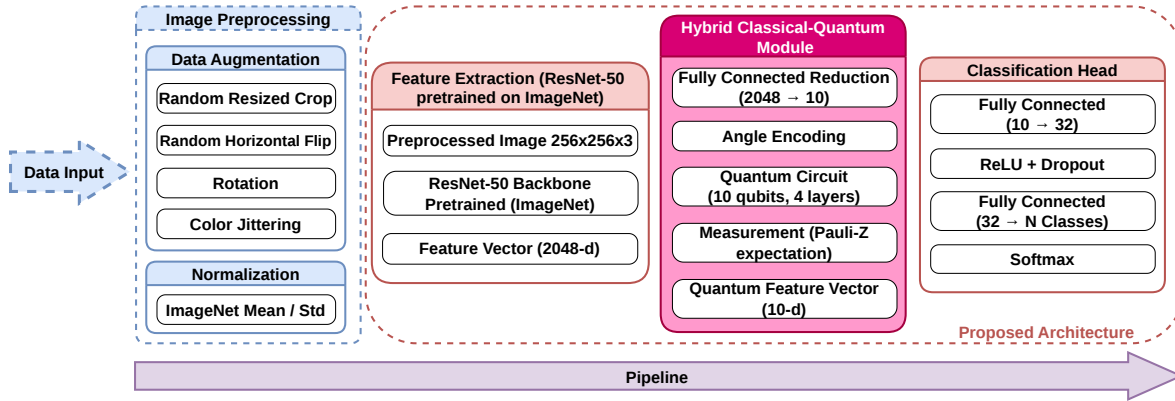 Data Input
Image Preprocessing
Data Augmentation
Random Resized Crop
Random Horizontal Flip
Rotation
Color Jittering
Normalization
ImageNet Mean / Std
Feature Extraction (ResNet-50
pretrained on ImageNet)
Preprocessed Image 256x256x3
ResNet-50 Backbone
Pretrained (ImageNet)
Feature Vector (2048-d)
Hybrid Classical-Quantum
Module
Fully Connected Reduction
(2048 → 10)
Angle Encoding
Quantum Circuit
(10 qubits, 4 layers)
Measurement (Pauli-Z
expectation)
Quantum Feature Vector
(10-d)
Classification Head
Fully Connected
(10 → 32)
ReLU + Dropout
Fully Connected
(32 → N Classes)
Softmax
Proposed Architecture
Pipeline